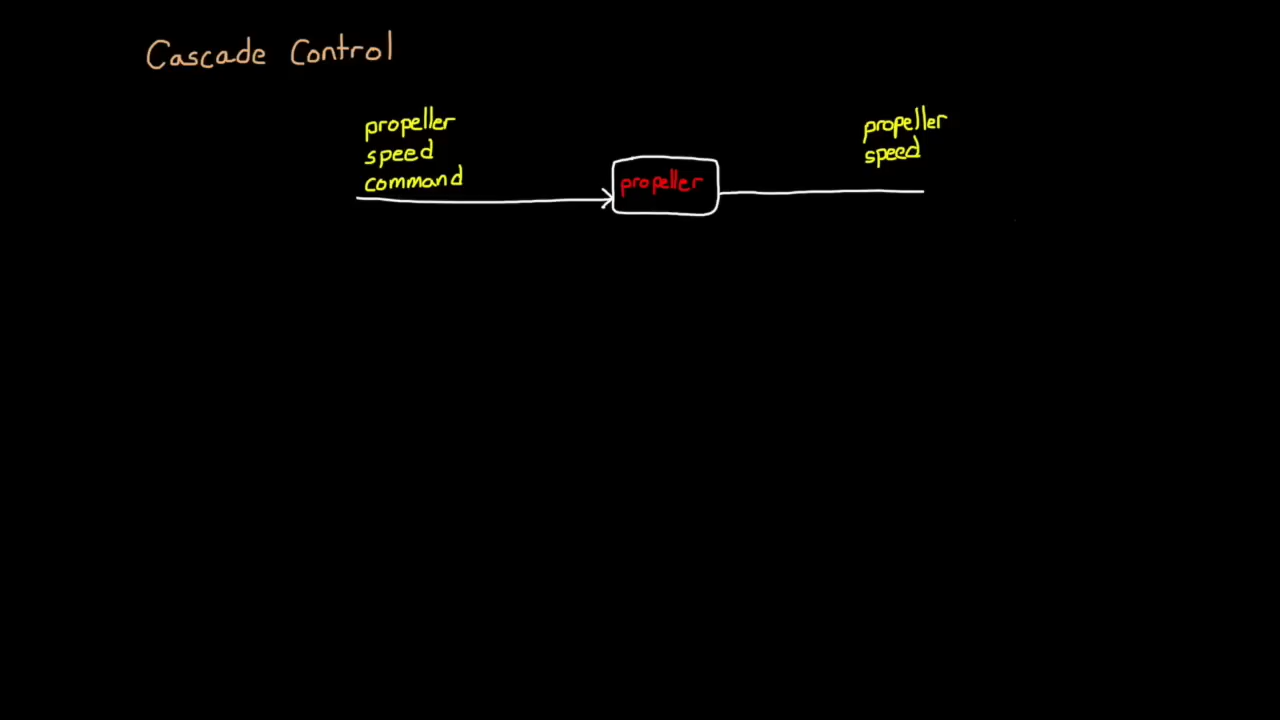 Cascade Control
propeller
speed
command
propeller
propeller
speed